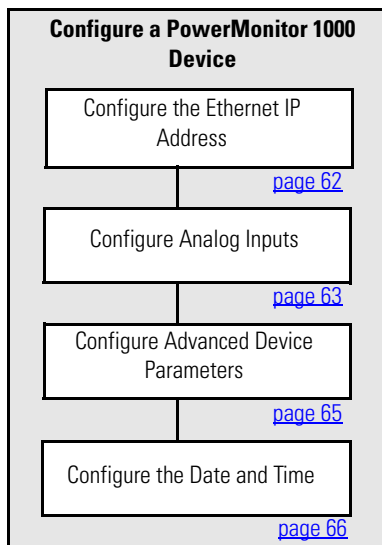 Configure a PowerMonitor 1000
Device
Configure the Ethernet IP
Address
page 62
Configure Analog Inputs
page 63
Configure Advanced Device
Parameters
page 65
Configure the Date and Time
page 66